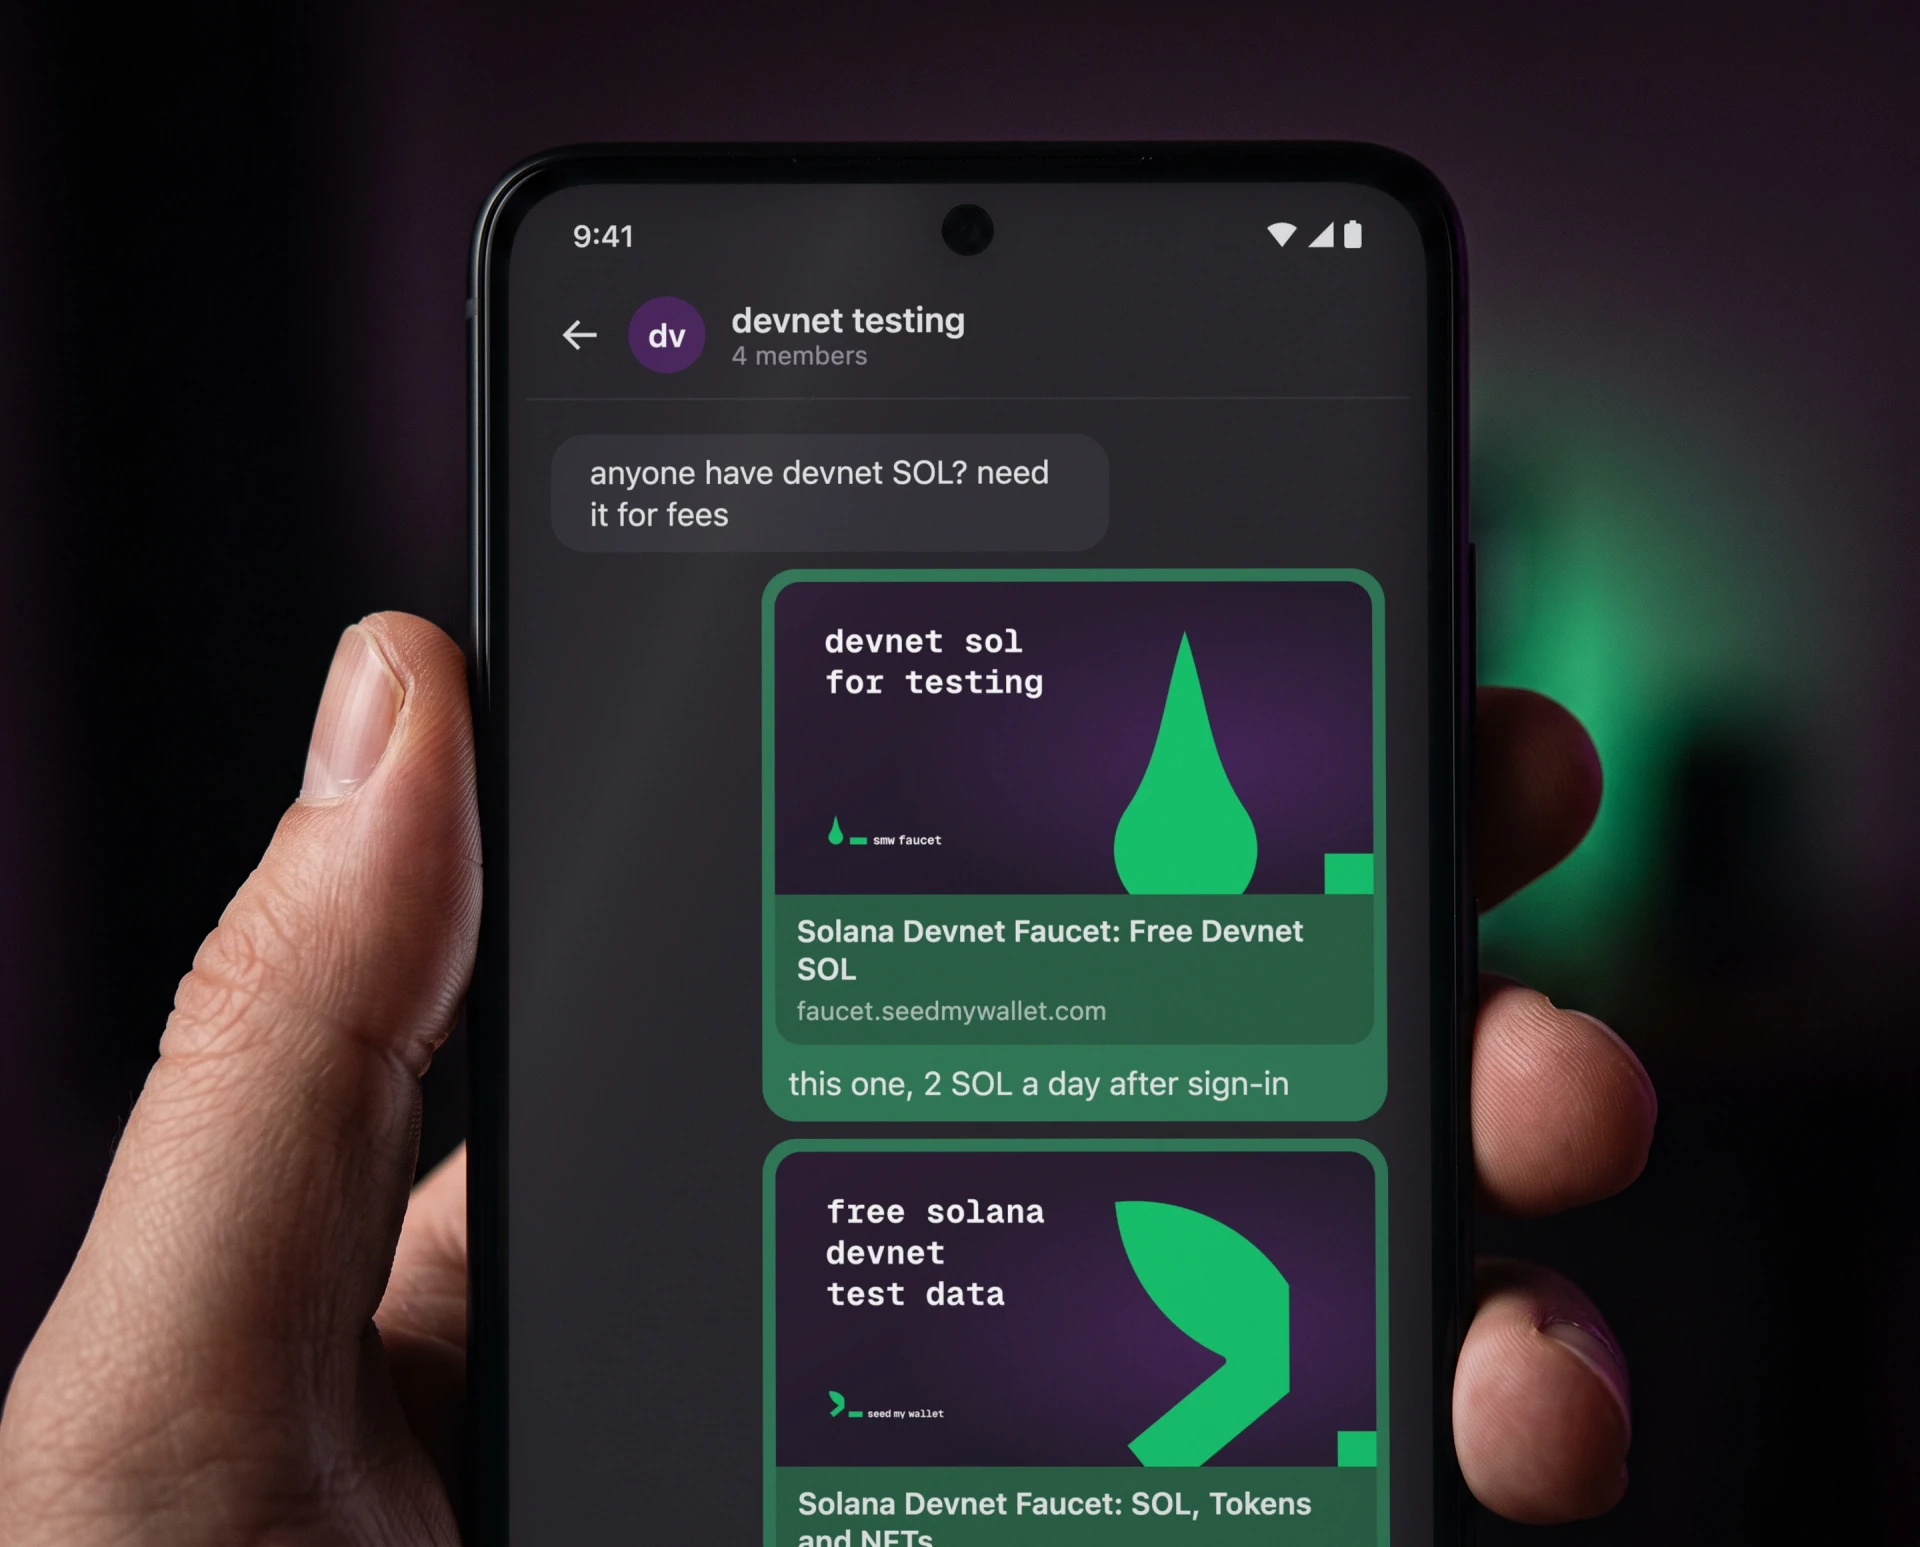 9:41
dv
devnet testing
4 members
anyone have devnet SOL? need
it for fees
devnet sol
for testing
smw faucet
Solana Devnet Faucet: Free Devnet
SOL
faucet.seedmywallet.com
this one, 2 SOL a day after sign-in
free solana
devnet
test data
seed my wallet
Solana Devnet Faucet: SOL, Tokens
and NFTs